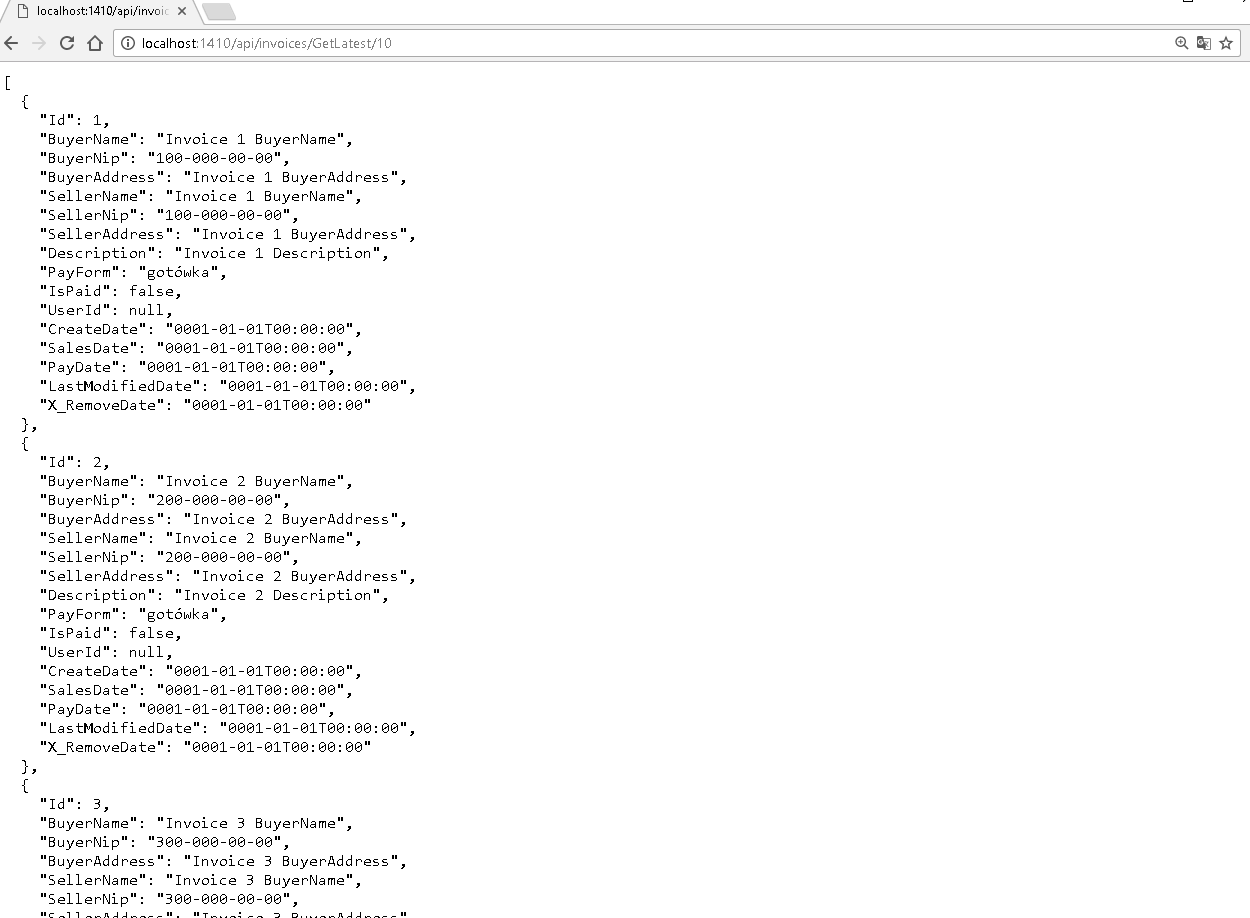 localhost:1410/api/invoic
localhost:1410/api/invoices/GetLatest/10
[
  {
    "Id": 1,
    "BuyerName": "Invoice 1 BuyerName",
    "BuyerNip": "100-000-00-00",
    "BuyerAddress": "Invoice 1 BuyerAddress",
    "SellerName": "Invoice 1 BuyerName",
    "SellerNip": "100-000-00-00",
    "SellerAddress": "Invoice 1 BuyerAddress",
    "Description": "Invoice 1 Description",
    "PayForm": "gotówka",
    "IsPaid": false,
    "UserId": null,
    "CreateDate": "0001-01-01T00:00:00",
    "SalesDate": "0001-01-01T00:00:00",
    "PayDate": "0001-01-01T00:00:00",
    "LastModifiedDate": "0001-01-01T00:00:00",
    "X_RemoveDate": "0001-01-01T00:00:00"
  },
  {
    "Id": 2,
    "BuyerName": "Invoice 2 BuyerName",
    "BuyerNip": "200-000-00-00",
    "BuyerAddress": "Invoice 2 BuyerAddress",
    "SellerName": "Invoice 2 BuyerName",
    "SellerNip": "200-000-00-00",
    "SellerAddress": "Invoice 2 BuyerAddress",
    "Description": "Invoice 2 Description",
    "PayForm": "gotówka",
    "IsPaid": false,
    "UserId": null,
    "CreateDate": "0001-01-01T00:00:00",
    "SalesDate": "0001-01-01T00:00:00",
    "PayDate": "0001-01-01T00:00:00",
    "LastModifiedDate": "0001-01-01T00:00:00",
    "X_RemoveDate": "0001-01-01T00:00:00"
  },
  {
    "Id": 3,
    "BuyerName": "Invoice 3 BuyerName",
    "BuyerNip": "300-000-00-00",
    "BuyerAddress": "Invoice 3 BuyerAddress",
    "SellerName": "Invoice 3 BuyerName",
    "SellerNip": "300-000-00-00",
    "SellerAddress": "Invoice 3 BuyerAddress"